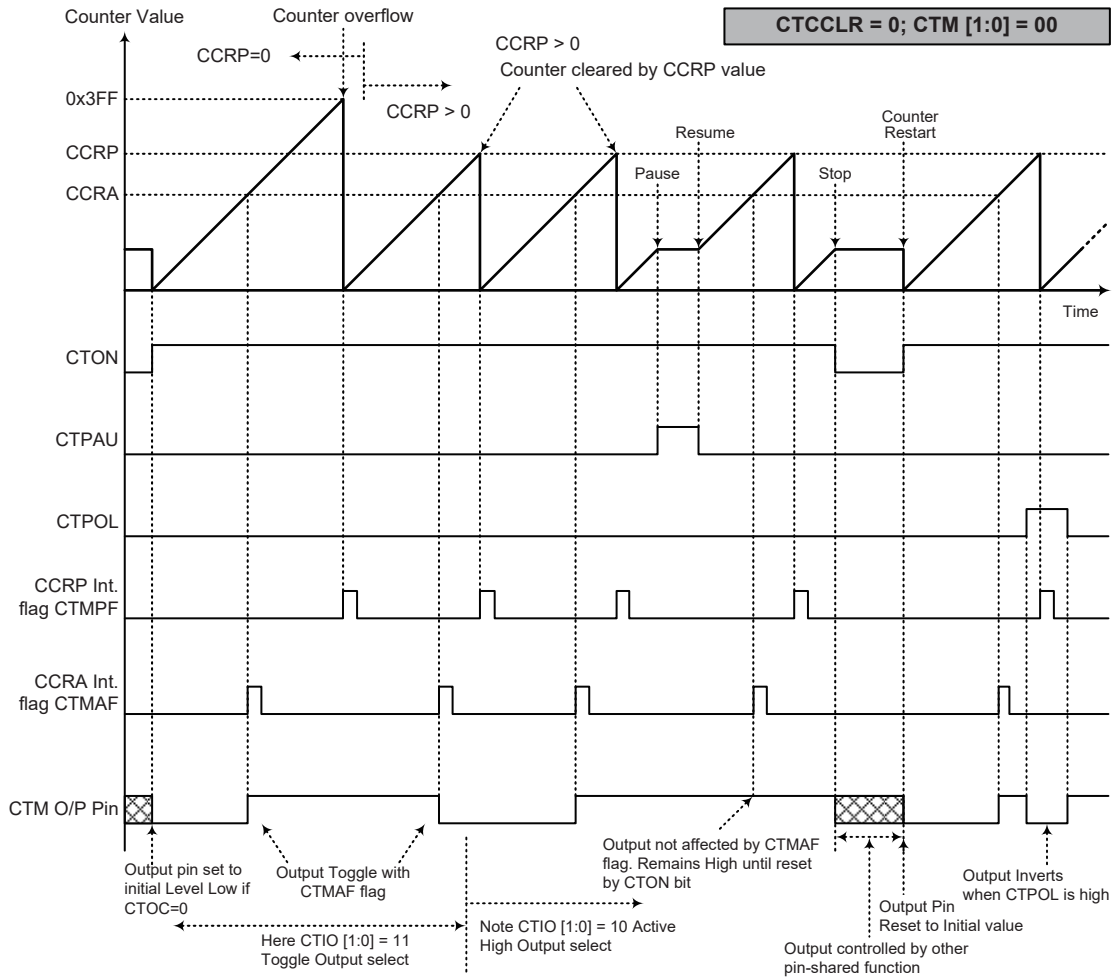 Counter Value
Counter overflow
CTCCLR = 0; CTM [1:0] = 00
CCRP=0
CCRP > 0
CCRP > 0
Counter cleared by CCRP value
0x3FF
CCRP
CCRA
Pause
Resume
Stop
Counter
Restart
Time
CTON
CTPAU
CTPOL
CCRP Int.
flag CTMPF
CCRA Int.
flag CTMAF
CTM O/P Pin
Output pin set to
initial Level Low if
CTOC=0
Output Toggle with
CTMAF flag
Here CTIO [1:0] = 11
Toggle Output select
Note CTIO [1:0] = 10 Active
High Output select
Output not affected by CTMAF
flag. Remains High until reset
by CTON bit
Output controlled by other
pin-shared function
Output Pin
Reset to Initial value
Output Inverts
when CTPOL is high